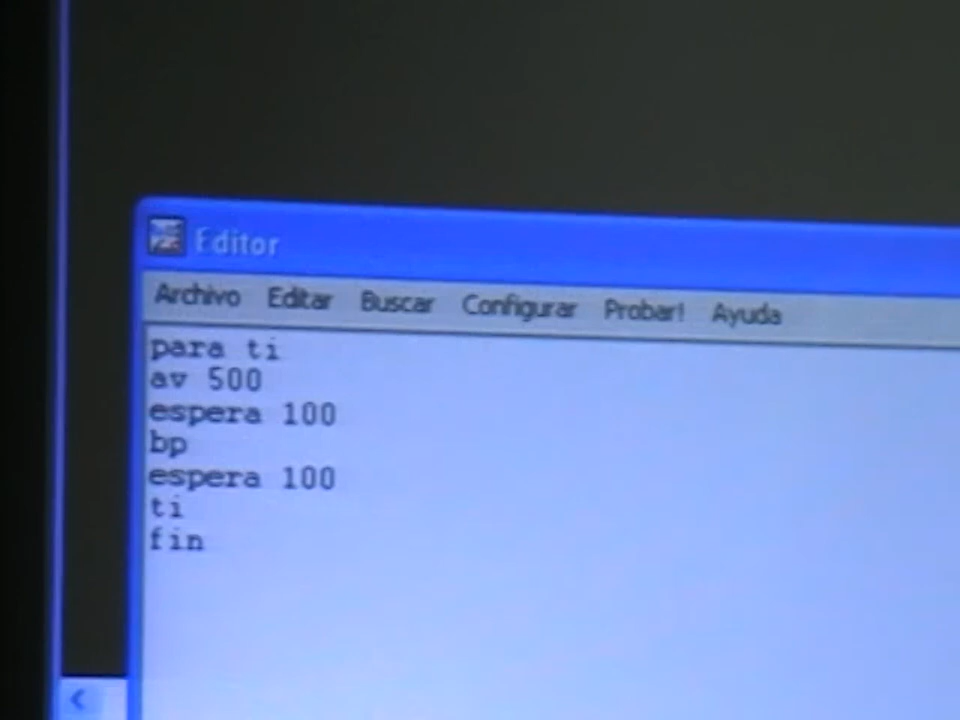 Editor
Archivo Editar Buscar Configurar Probar! Ayuda
para ti
av 500
espera 100
bp
espera 100
ti
fin